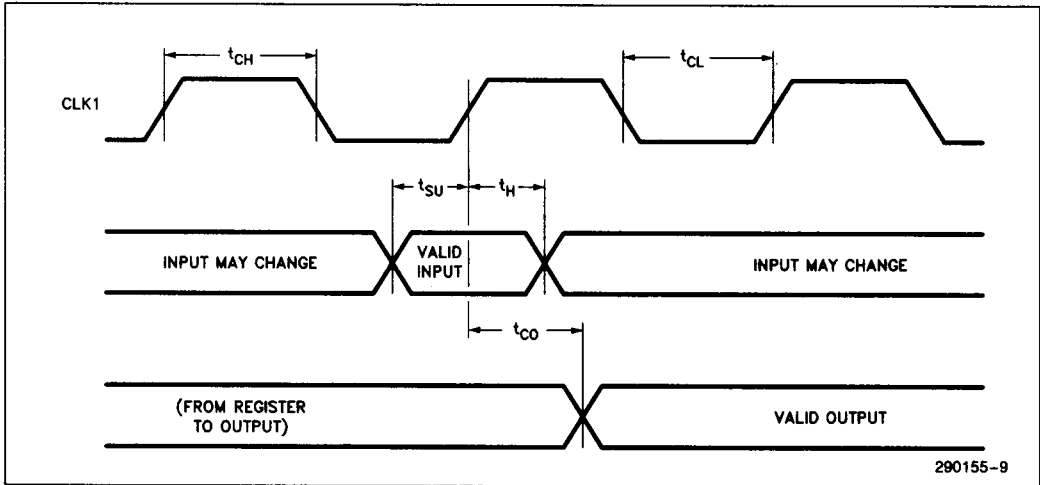 tCH
tCL
CLK1
tSU
tH
INPUT MAY CHANGE
VALID
INPUT
INPUT MAY CHANGE
tCO
(FROM REGISTER
TO OUTPUT)
VALID OUTPUT
290155-9